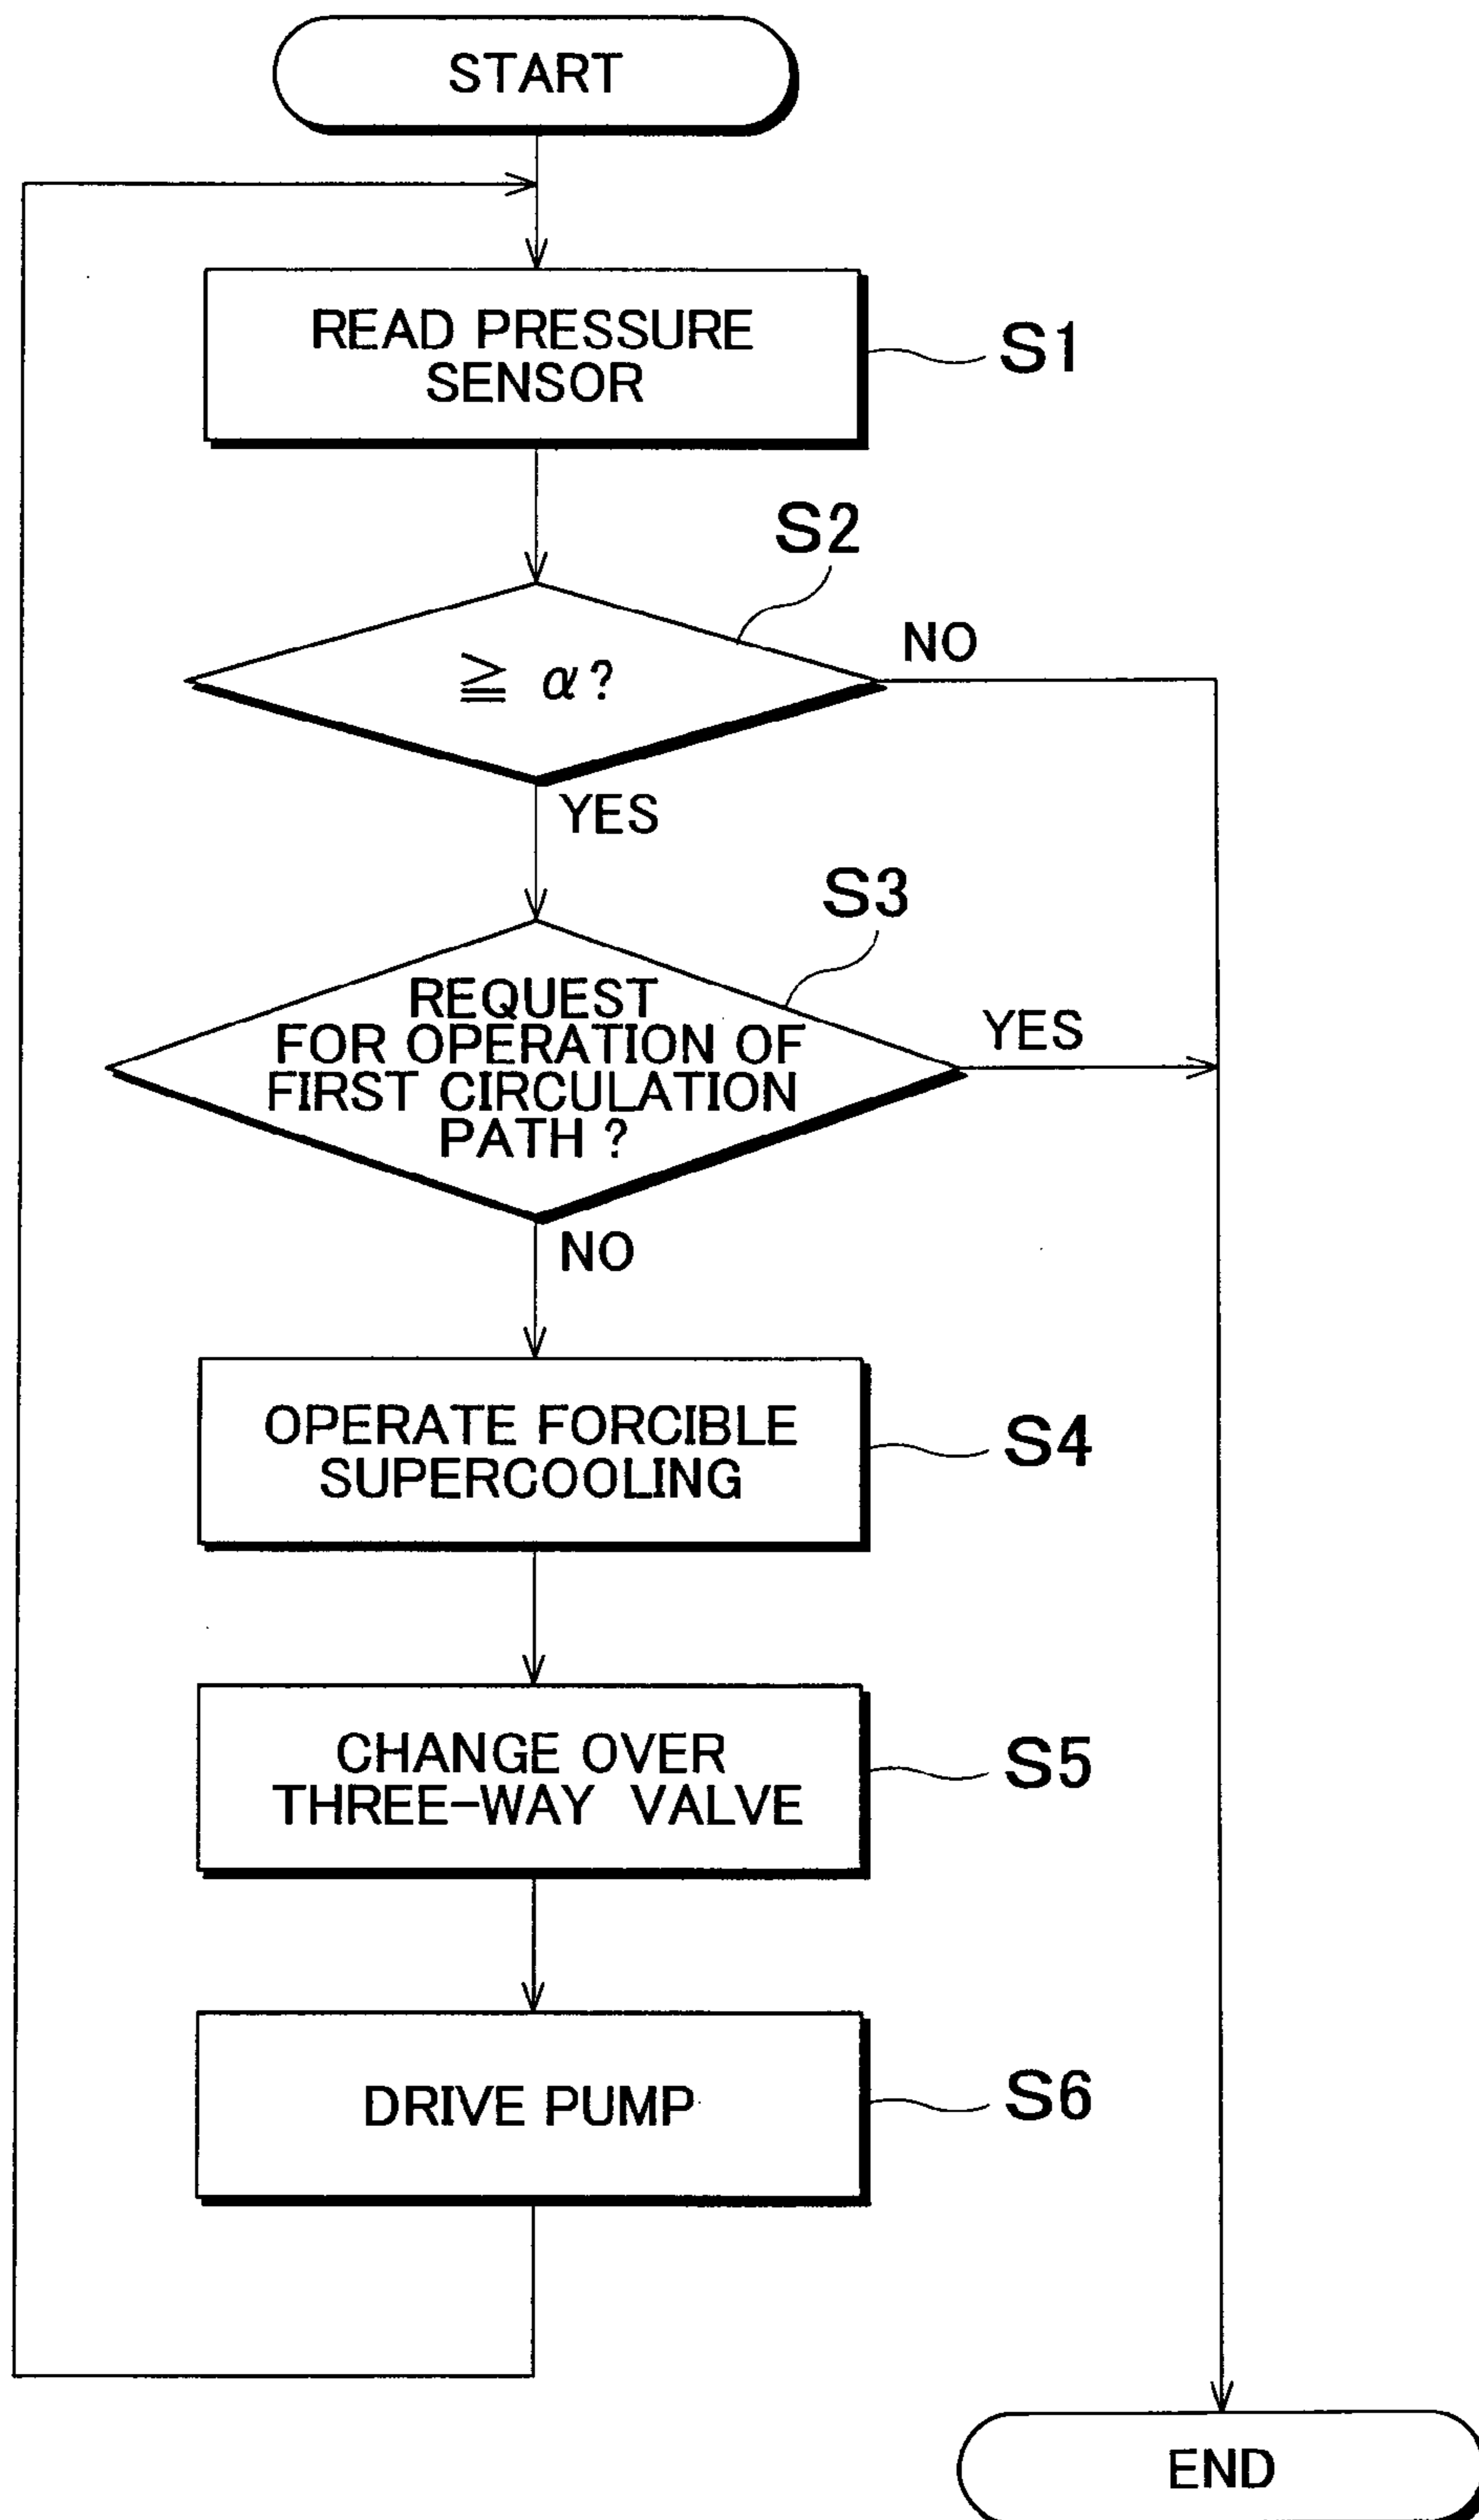 START
READ PRESSURE
SENSOR
S1
S2
≧ α?
NO
YES
S3
REQUEST
FOR OPERATION OF
FIRST CIRCULATION
PATH ?
YES
NO
OPERATE FORCIBLE
SUPERCOOLING
S4
CHANGE OVER
THREE-WAY VALVE
S5
DRIVE PUMP
S6
END